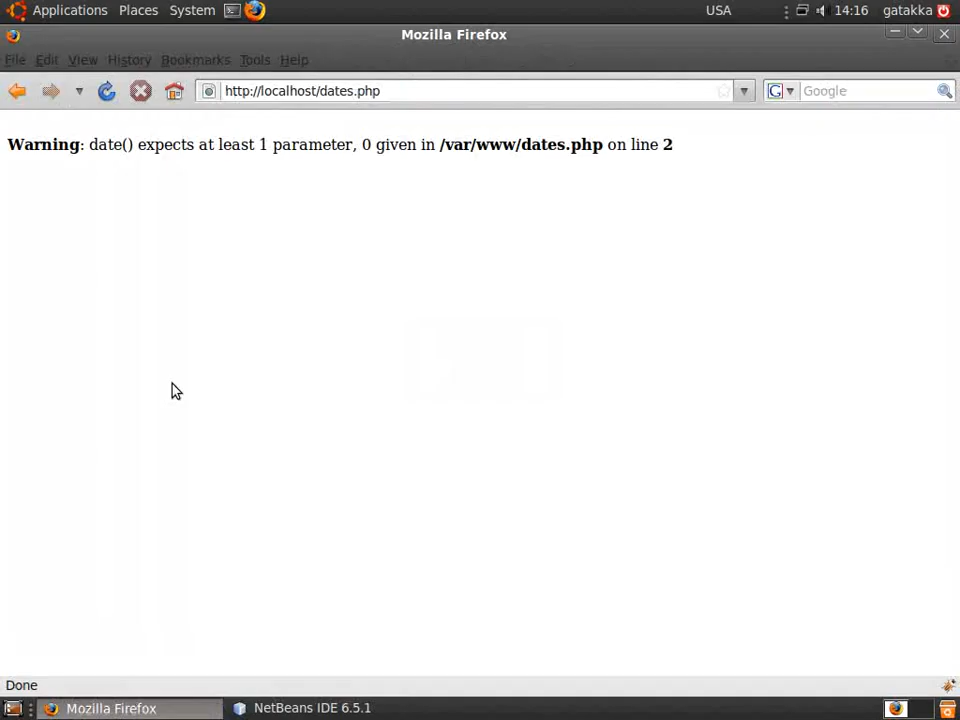 Applications Places System USA 14:16 gatakka
Mozilla Firefox
File Edit View History Bookmarks Tools Help
http://localhost/dates.php Google
Warning: date() expects at least 1 parameter, 0 given in /var/www/dates.php on line 2
Done
Mozilla Firefox NetBeans IDE 6.5.1